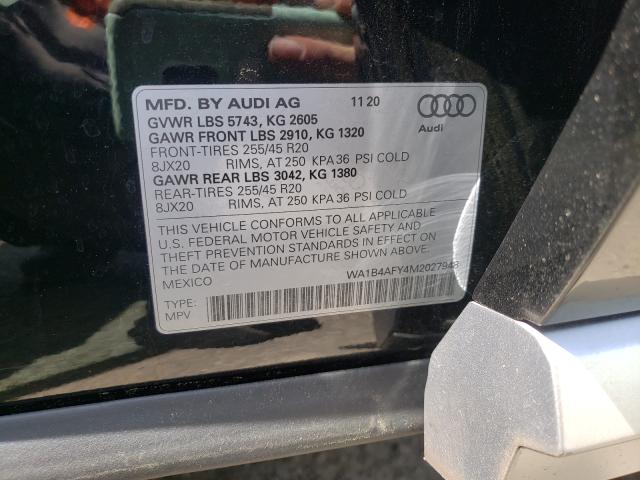 MFD. BY AUDI AG 11 20
GVWR LBS 5743, KG 2605
GAWR FRONT LBS 2910, KG 1320
FRONT-TIRES 255/45 R20
8JX20 RIMS, AT 250 KPA 36 PSI COLD
GAWR REAR LBS 3042, KG 1380
REAR-TIRES 255/45 R20
8JX20 RIMS, AT 250 KPA 36 PSI COLD
Audi
THIS VEHICLE CONFORMS TO ALL APPLICABLE
U.S. FEDERAL MOTOR VEHICLE SAFETY AND
THEFT PREVENTION STANDARDS IN EFFECT ON
THE DATE OF MANUFACTURE SHOWN ABOVE.
MEXICO
WA1B4AFY4M2027948
TYPE:
MPV